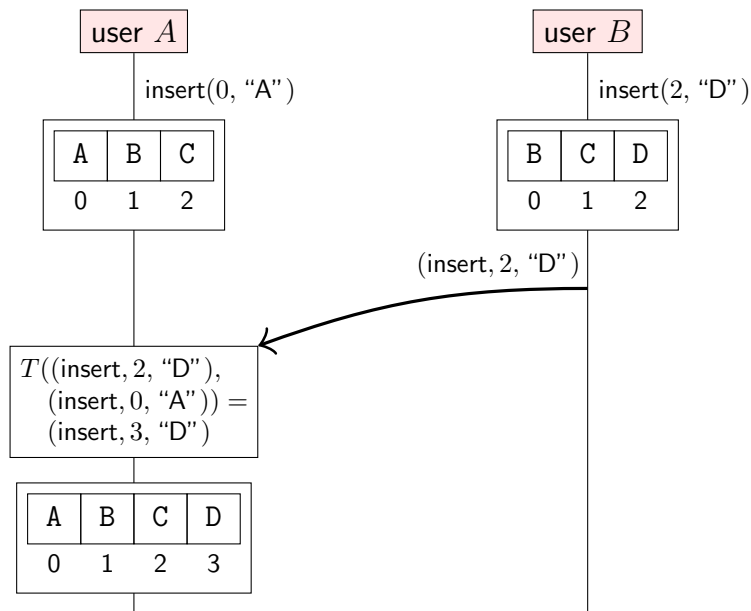 user A
user B
insert(0, “A”)
insert(2, “D”)
A B C
0 1 2
B C D
0 1 2
(insert, 2, “D”)
T((insert, 2, “D”),
(insert, 0, “A”)) =
(insert, 3, “D”)
A B C D
0 1 2 3